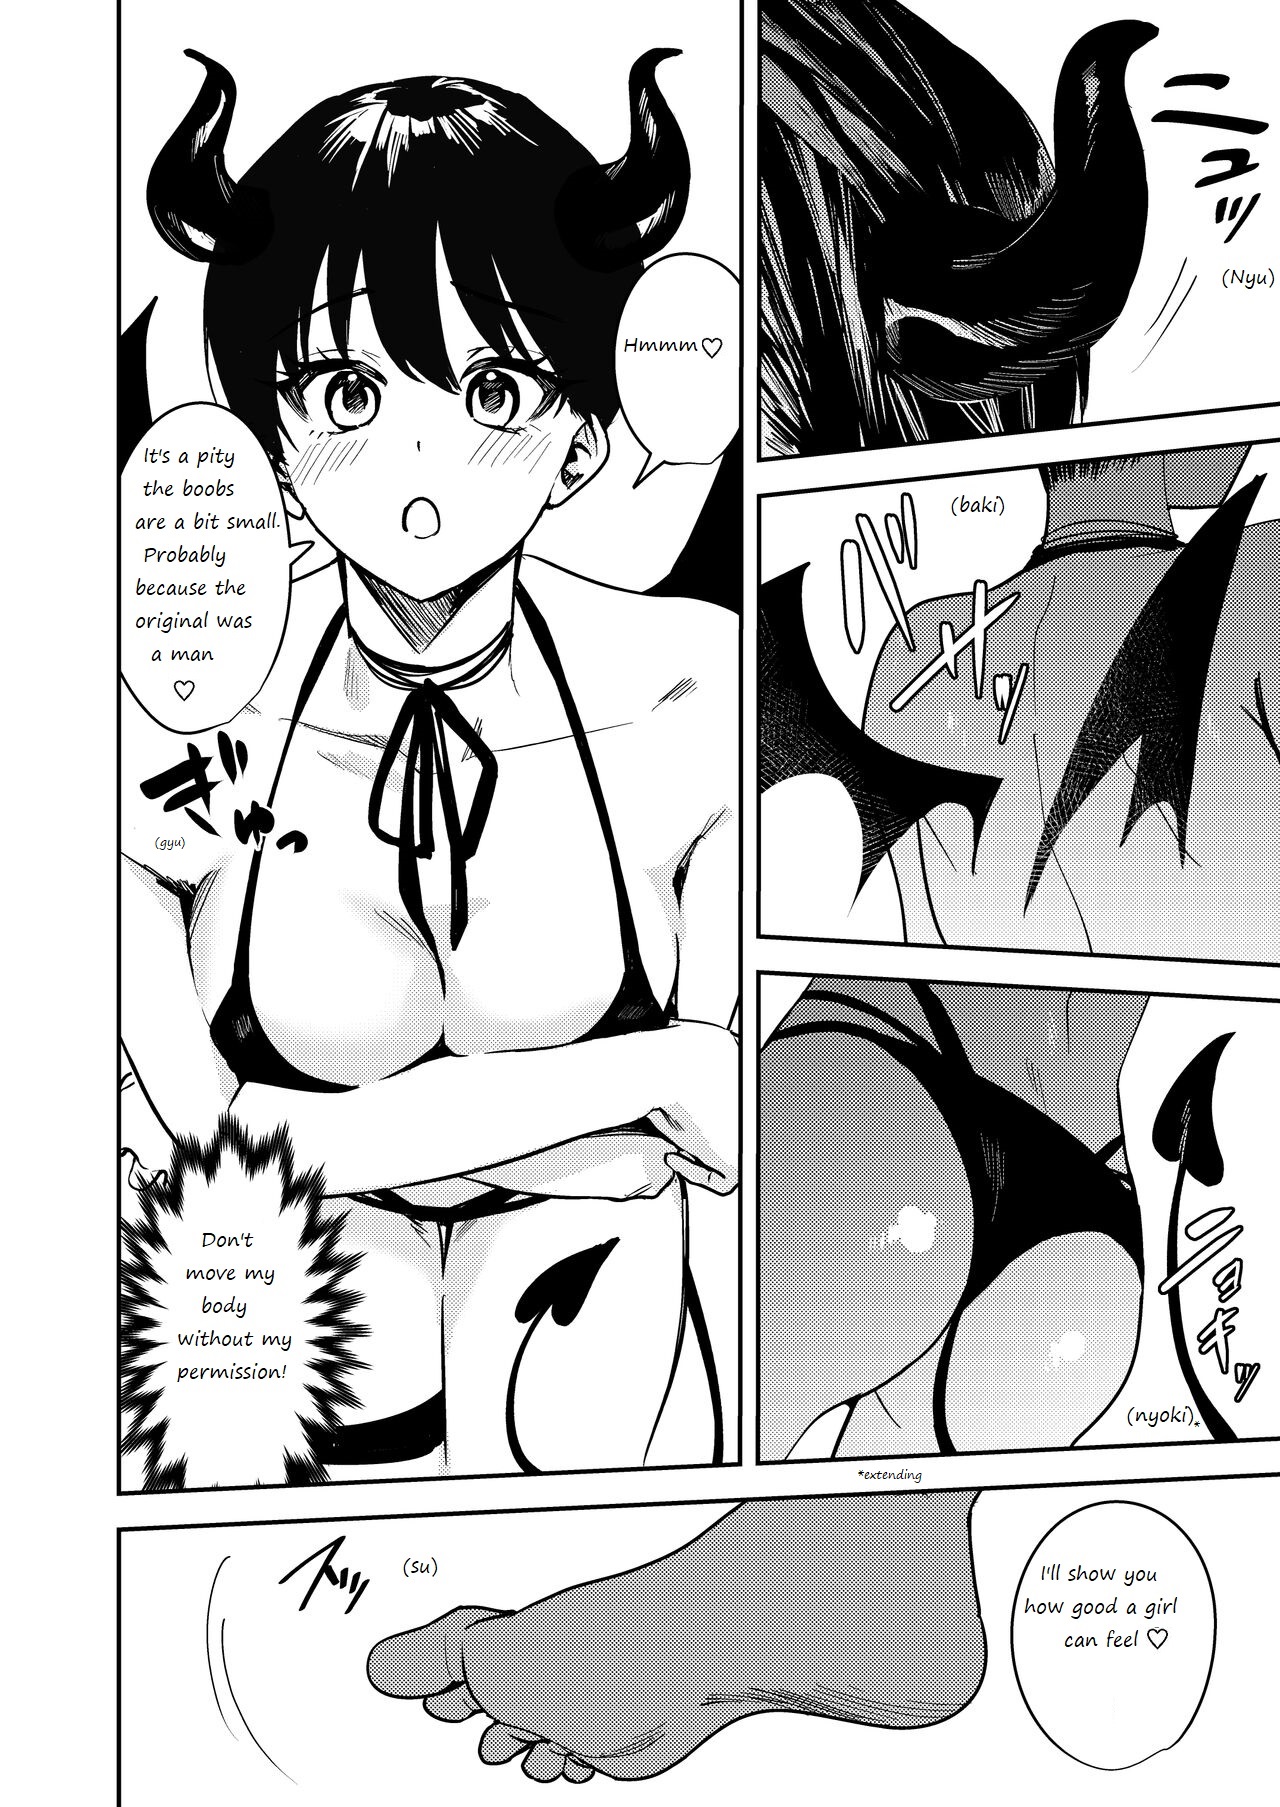 ニュッ
(Nyu)
バキメキッ
(baki)
ニョキッ
(nyoki)*
*extending
Hmmm♡
It's a pity
the boobs
are a bit small.
Probably
because the
original was
a man
♡
ぎゅっ
(gyu)
Don't
move my
body
without my
permission!
I'll show you
how good a girl
can feel ♡
スッ
(su)